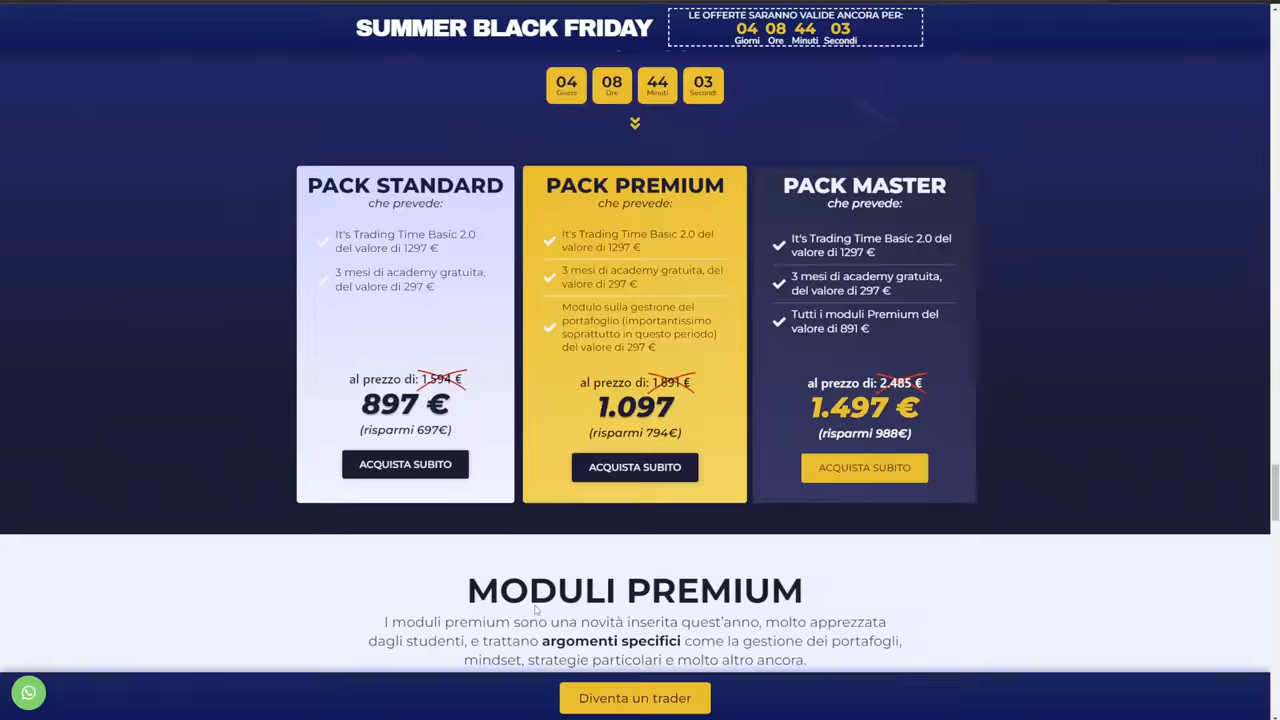 SUMMER BLACK FRIDAY
LE OFFERTE SARANNO VALIDE ANCORA PER:
04 08 44 03
Giorni Ore Minuti Secondi
04 08 44 03
Giorni Ore Minuti Secondi
PACK STANDARD
che prevede:
It's Trading Time Basic 2.0
del valore di 1297 €
3 mesi di academy gratuita,
del valore di 297 €
al prezzo di: 1.594 €
897 €
(risparmi 697€)
ACQUISTA SUBITO
PACK PREMIUM
che prevede:
It's Trading Time Basic 2.0 del
valore di 1297 €
3 mesi di academy gratuita, del
valore di 297 €
Modulo sulla gestione del
portafoglio (importantissimo
soprattutto in questo periodo)
del valore di 297 €
al prezzo di: 1.891 €
1.097
(risparmi 794€)
ACQUISTA SUBITO
PACK MASTER
che prevede:
It's Trading Time Basic 2.0 del
valore di 1297 €
3 mesi di academy gratuita,
del valore di 297 €
Tutti i moduli Premium del
valore di 891 €
al prezzo di: 2.485 €
1.497 €
(risparmi 988€)
ACQUISTA SUBITO
MODULI PREMIUM
I moduli premium sono una novità inserita quest'anno, molto apprezzata
dagli studenti, e trattano argomenti specifici come la gestione dei portafogli,
mindset, strategie particolari e molto altro ancora.
Diventa un trader